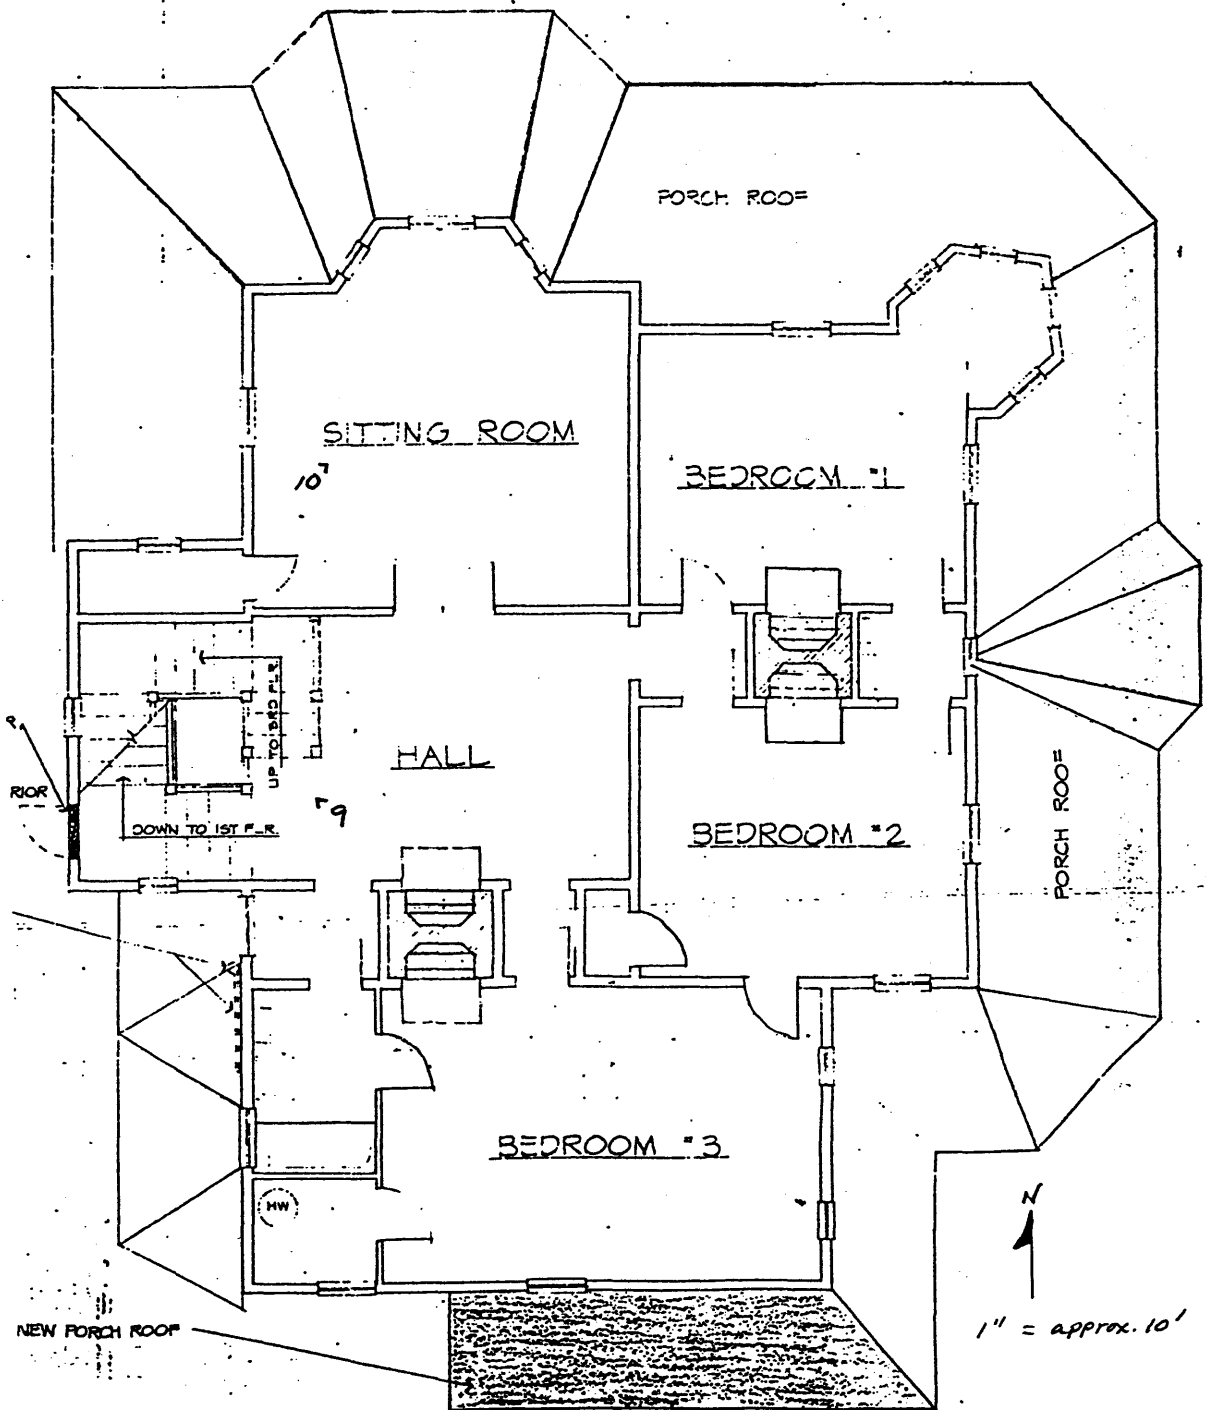 PORCH ROOF
SITTING ROOM
10
BEDROOM #1
UP TO 3RD FLR.
HALL
RIOR
9
DOWN TO 1ST FLR.
BEDROOM #2
PORCH ROOF
BEDROOM #3
HW
N
NEW PORCH ROOF
1" = approx. 10'